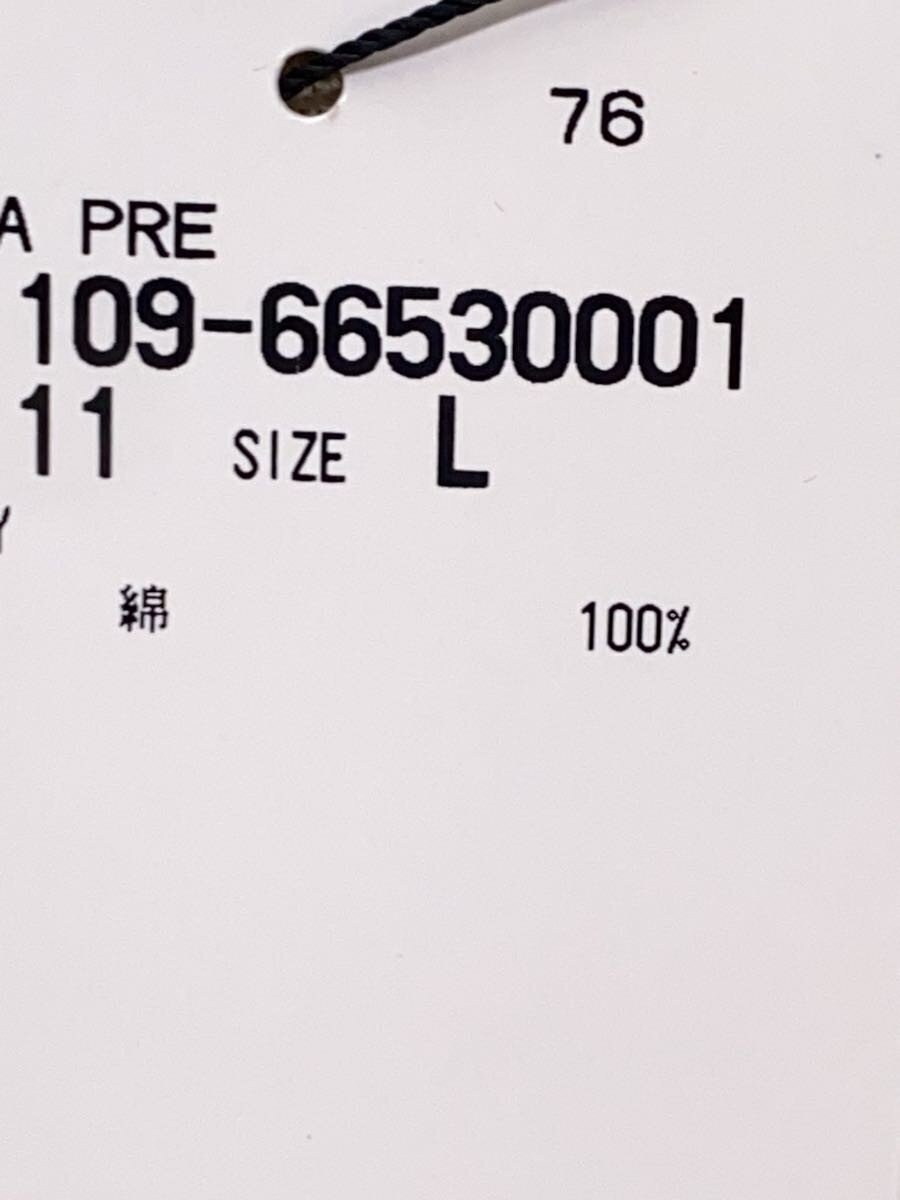 76
A PRE
109-66530001
11 SIZE L
Y
綿 100%